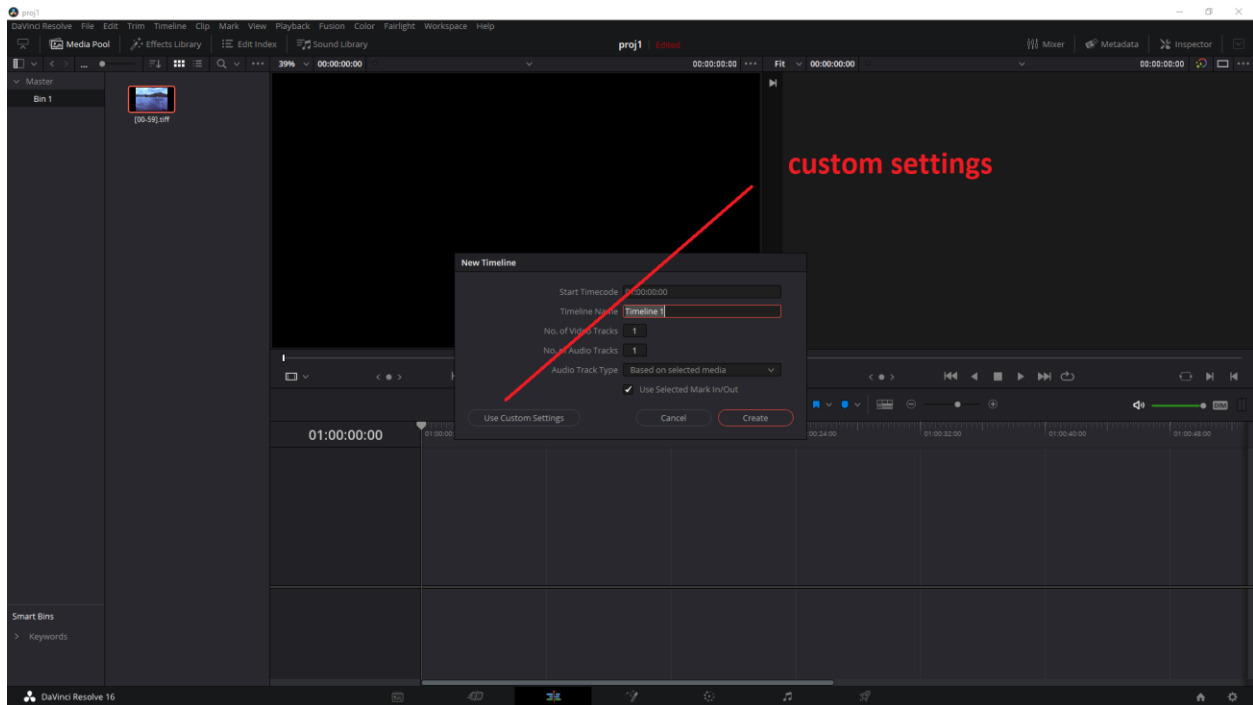 proj1
DaVinci Resolve File Edit Trim Timeline Clip Mark View Playback Fusion Color Fairlight Workspace Help
Media Pool Effects Library Edit Index Sound Library proj1 Edited Mixer Metadata Inspector
39% 00:00:00:00 00:00:00:00 Fit 00:00:00:00 00:00:00:00
Master
Bin 1
[00-59].tiff
custom settings
New Timeline
Start Timecode 01:00:00:00
Timeline Name Timeline 1
No. of Video Tracks 1
No. of Audio Tracks 1
Audio Track Type Based on selected media
Use Selected Mark In/Out
Use Custom Settings Cancel Create
DIM
01:00:00:00 01:00:00 00:24:00 01:00:32:00 01:00:40:00 01:00:48:00
Smart Bins
Keywords
DaVinci Resolve 16